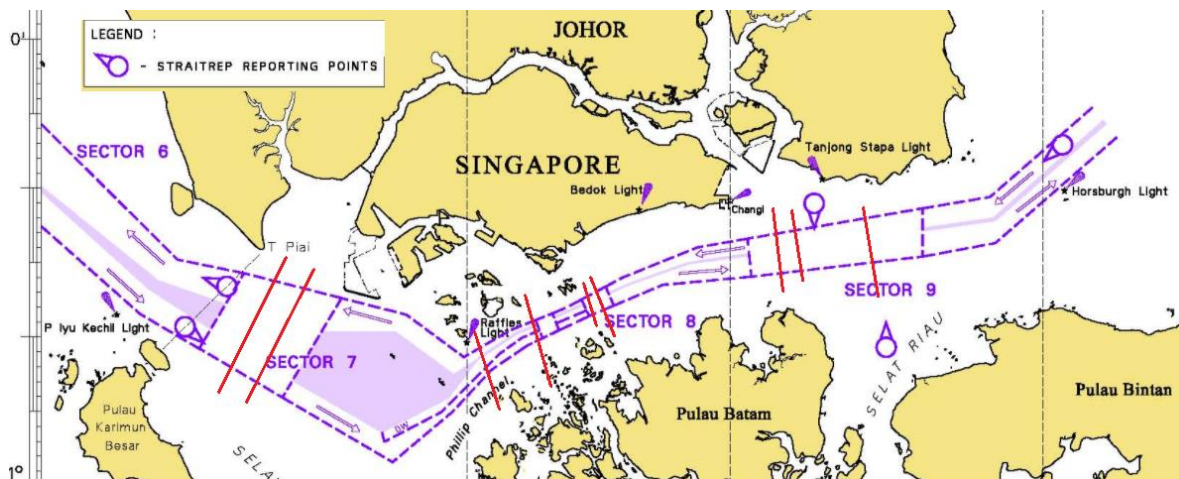 LEGEND :
- STRAITREP REPORTING POINTS
0'
JOHOR
SECTOR 6
SINGAPORE
Tanjong Stapa Light
Bedok Light
Changi
Horsburgh Light
T Piai
P Iyu Kechil Light
Raffles
Light
SECTOR 8
SECTOR 9
SECTOR 7
DW
Phillip Channel
SELAT RIAU
Pulau Bintan
Pulau Batam
Pulau
Karimun
Besar
SELAT
1°